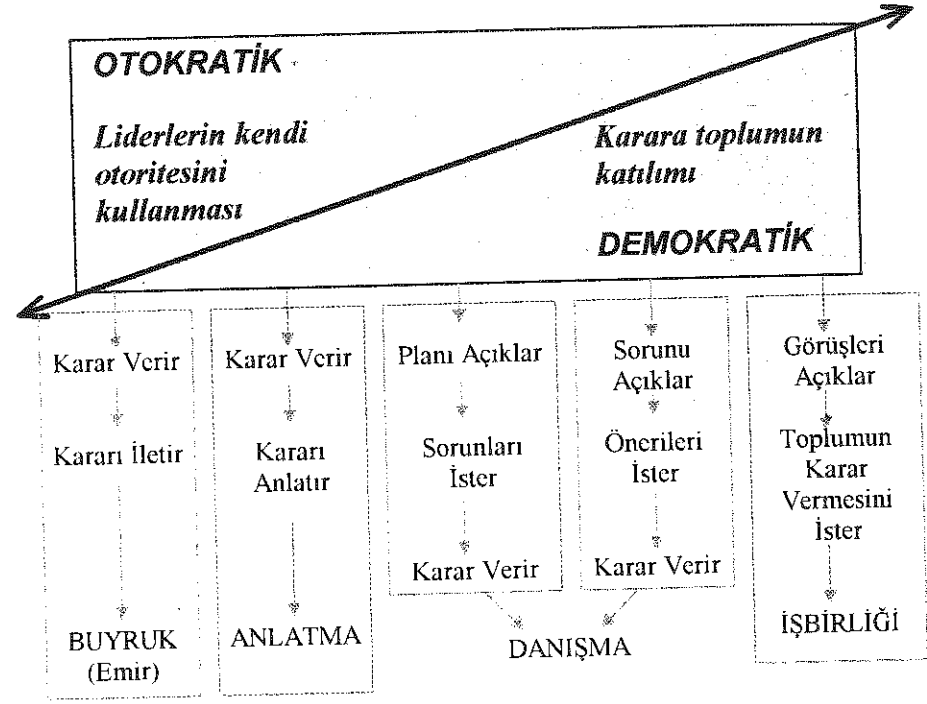 OTOKRATİK
Liderlerin kendi
otoritesini
kullanması
Karara toplumun
katılımı
DEMOKRATİK
Karar Verir
Kararı İletir
BUYRUK
(Emir)
Karar Verir
Kararı
Anlatır
ANLATMA
Planı Açıklar
Sorunları
İster
Karar Verir
Sorunu
Açıklar
Önerileri
İster
Karar Verir
DANIŞMA
Görüşleri
Açıklar
Toplumun
Karar
Vermesini
İster
İŞBİRLİĞİ